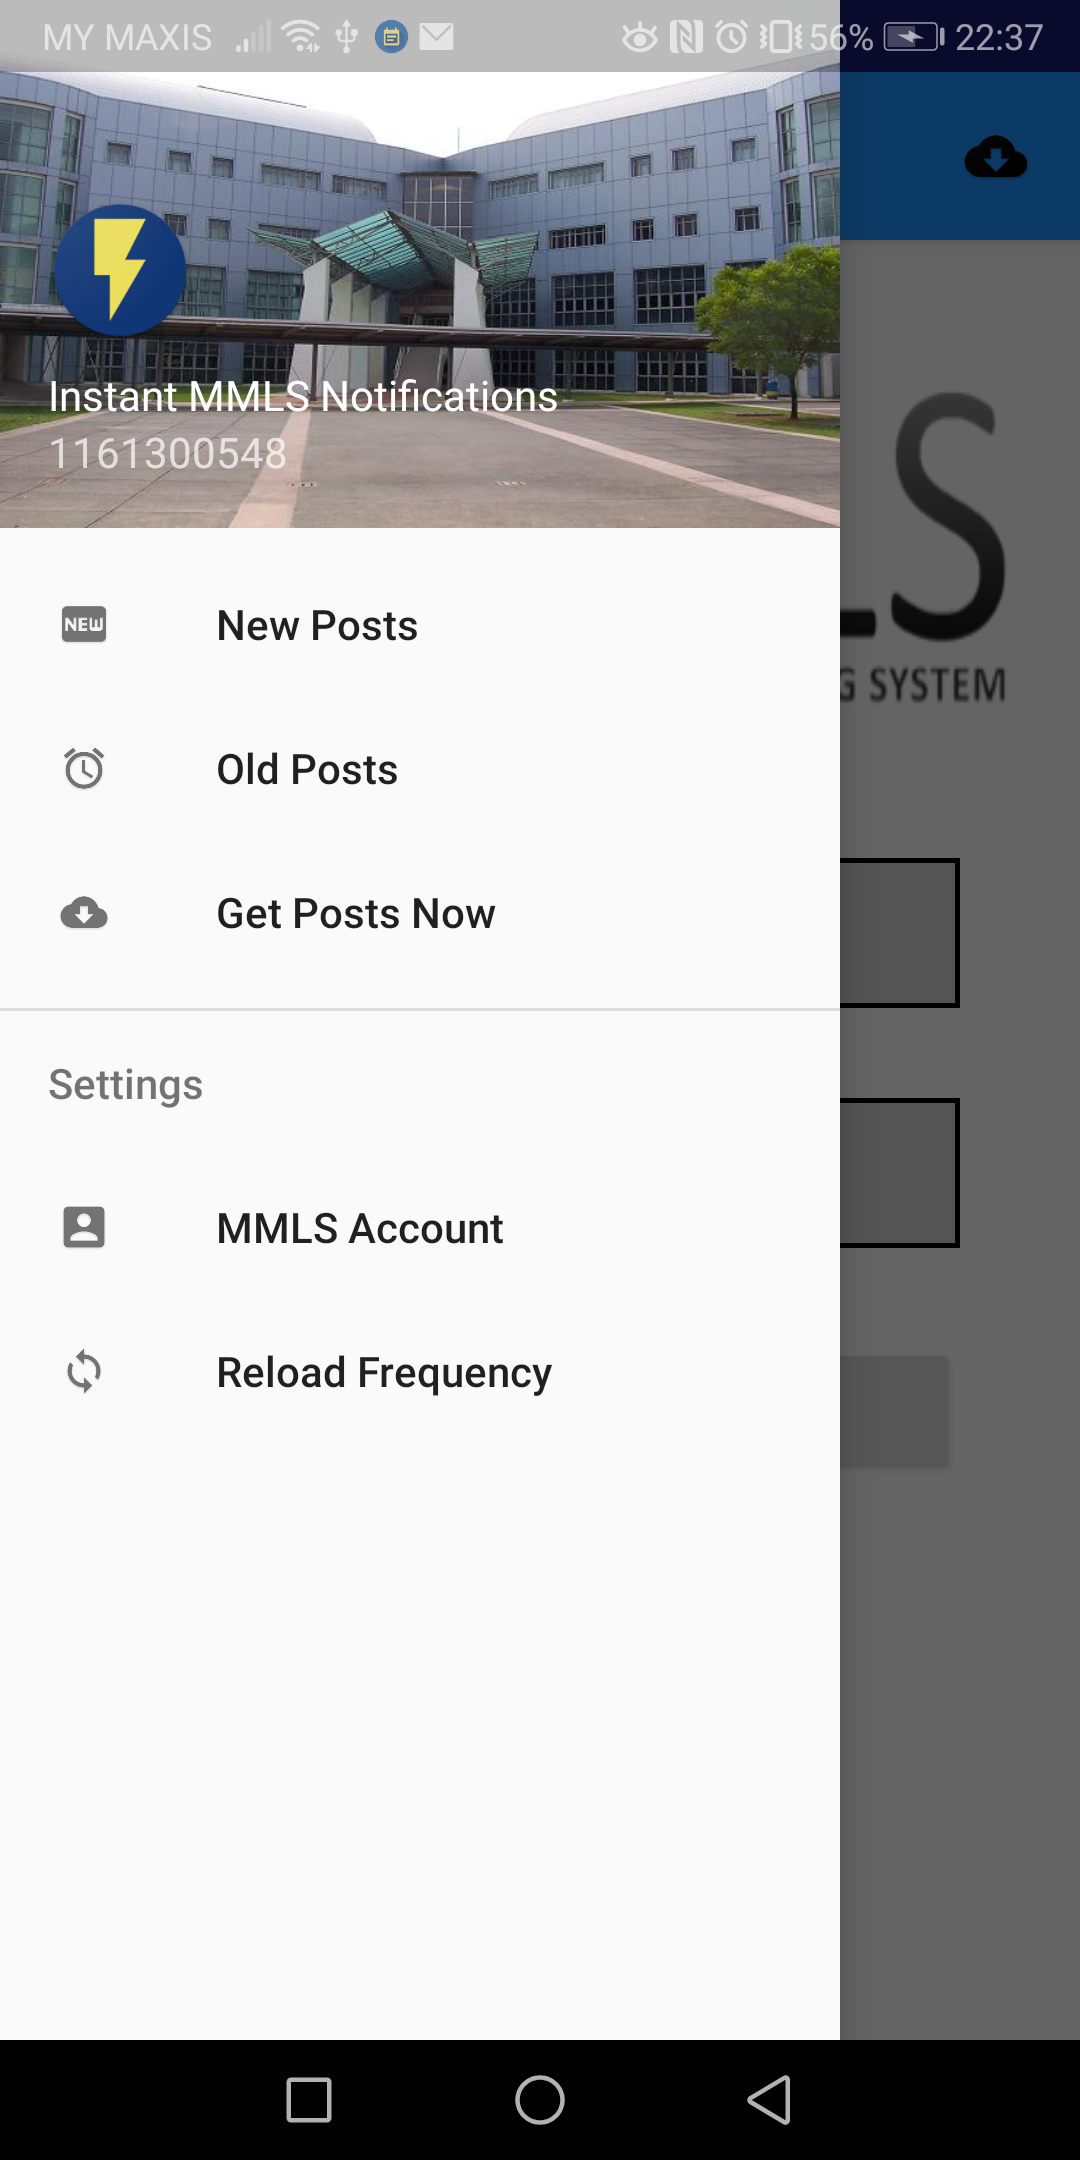 MY MAXIS 56% 22:37
Instant MMLS Notifications
1161300548
LS
G SYSTEM
NEW New Posts
Old Posts
Get Posts Now
Settings
MMLS Account
Reload Frequency